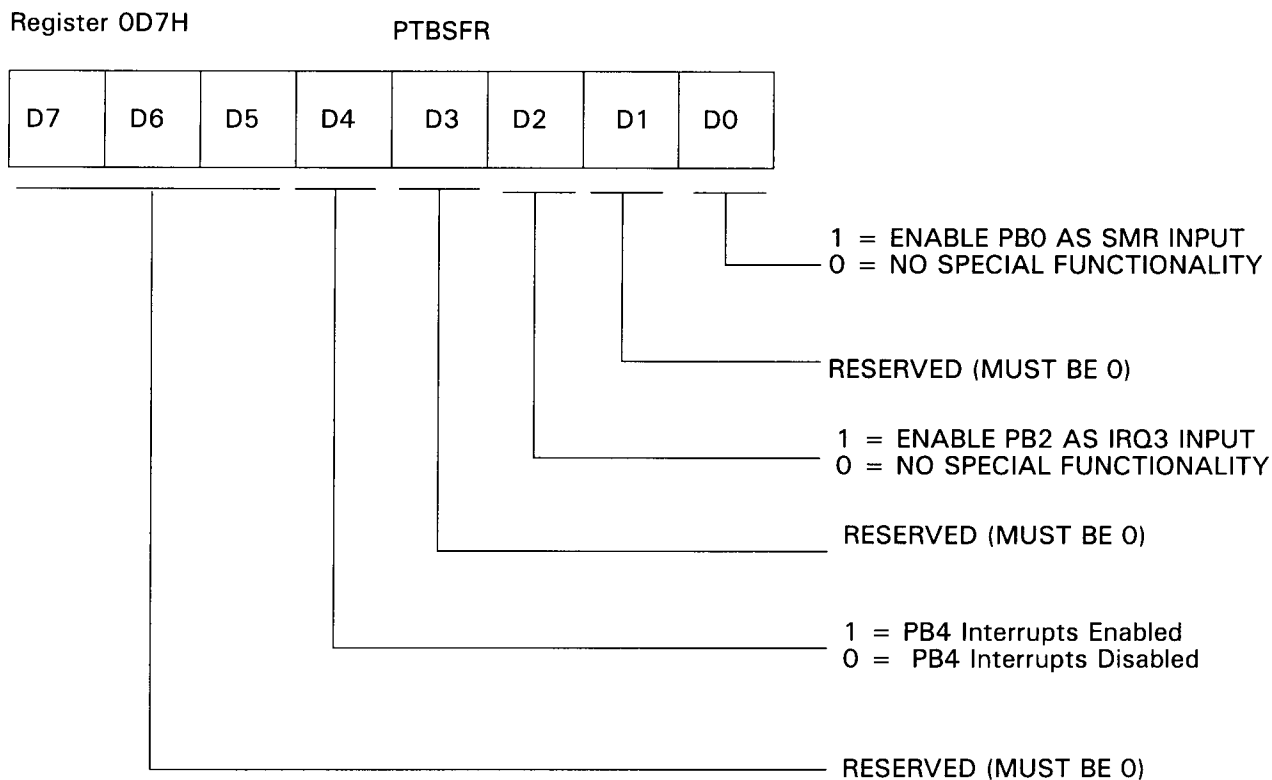 Register 0D7H
PTBSFR
D7 D6 D5 D4 D3 D2 D1 D0
1 = ENABLE PB0 AS SMR INPUT
0 = NO SPECIAL FUNCTIONALITY
RESERVED (MUST BE 0)
1 = ENABLE PB2 AS IRQ3 INPUT
0 = NO SPECIAL FUNCTIONALITY
RESERVED (MUST BE 0)
1 = PB4 Interrupts Enabled
0 = PB4 Interrupts Disabled
RESERVED (MUST BE 0)